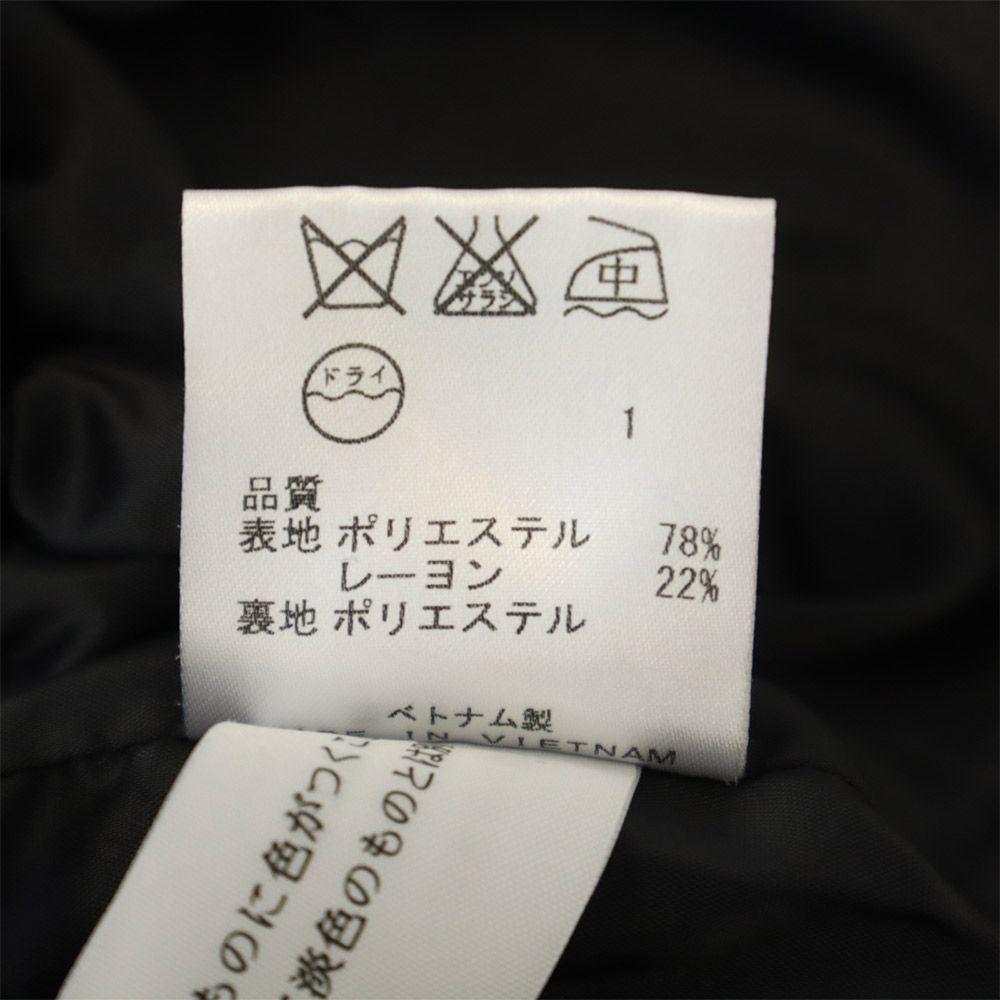 エンソ
サラシ
中
ドライ
1
品質
表地 ポリエステル 78%
レーヨン 22%
裏地 ポリエステル
ベトナム製
IN VIETNAM
ものに色がつくこ
淡色のものとは